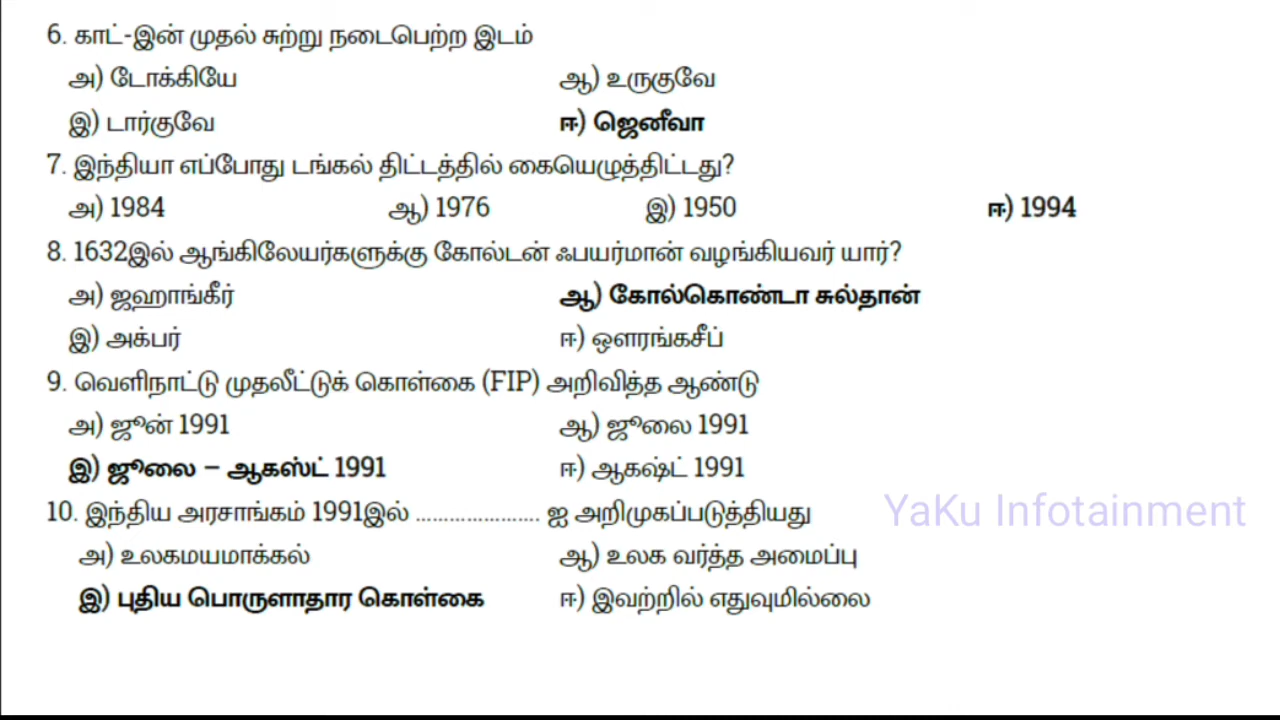 6. காட்-இன் முதல் சுற்று நடைபெற்ற இடம்
அ) டோக்கியே ஆ) உருகுவே
இ) டார்குவே ஈ) ஜெனீவா
7. இந்தியா எப்போது டங்கல் திட்டத்தில் கையெழுத்திட்டது?
அ) 1984 ஆ) 1976 இ) 1950 ஈ) 1994
8. 1632இல் ஆங்கிலேயர்களுக்கு கோல்டன் ஃபயர்மான் வழங்கியவர் யார்?
அ) ஜஹாங்கீர் ஆ) கோல்கொண்டா சுல்தான்
இ) அக்பர் ஈ) ஔரங்கசீப்
9. வெளிநாட்டு முதலீட்டுக் கொள்கை (FIP) அறிவித்த ஆண்டு
அ) ஜூன் 1991 ஆ) ஜூலை 1991
இ) ஜூலை – ஆகஸ்ட் 1991 ஈ) ஆகஷ்ட் 1991
10. இந்திய அரசாங்கம் 1991இல் ....................... ஐ அறிமுகப்படுத்தியது YaKu Infotainment
அ) உலகமயமாக்கல் ஆ) உலக வர்த்த அமைப்பு
இ) புதிய பொருளாதார கொள்கை ஈ) இவற்றில் எதுவுமில்லை